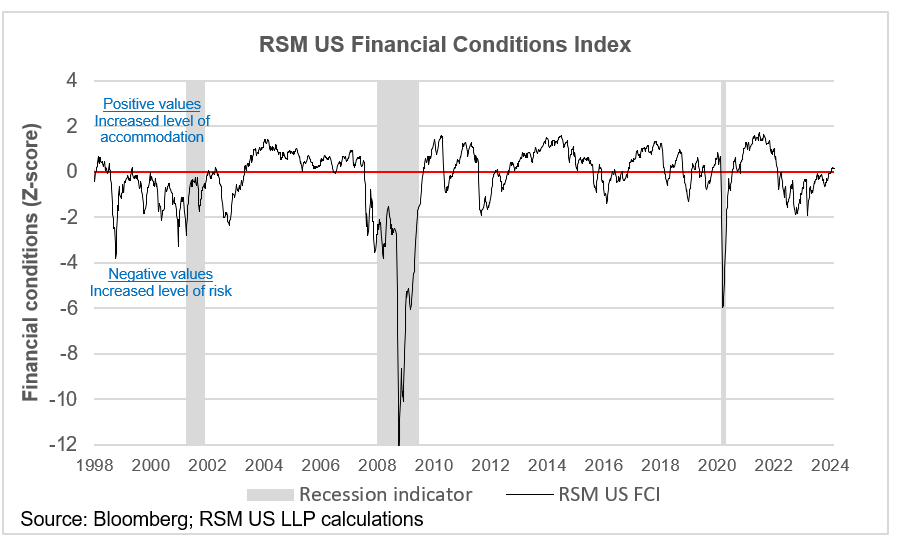 RSM US Financial Conditions Index
Financial conditions (Z-score)
4
2
0
-2
-4
-6
-8
-10
-12
Positive values
Increased level of
accommodation
Negative values
Increased level of risk
1998 2000 2002 2004 2006 2008 2010 2012 2014 2016 2018 2020 2022 2024
Recession indicator RSM US FCI
Source: Bloomberg; RSM US LLP calculations